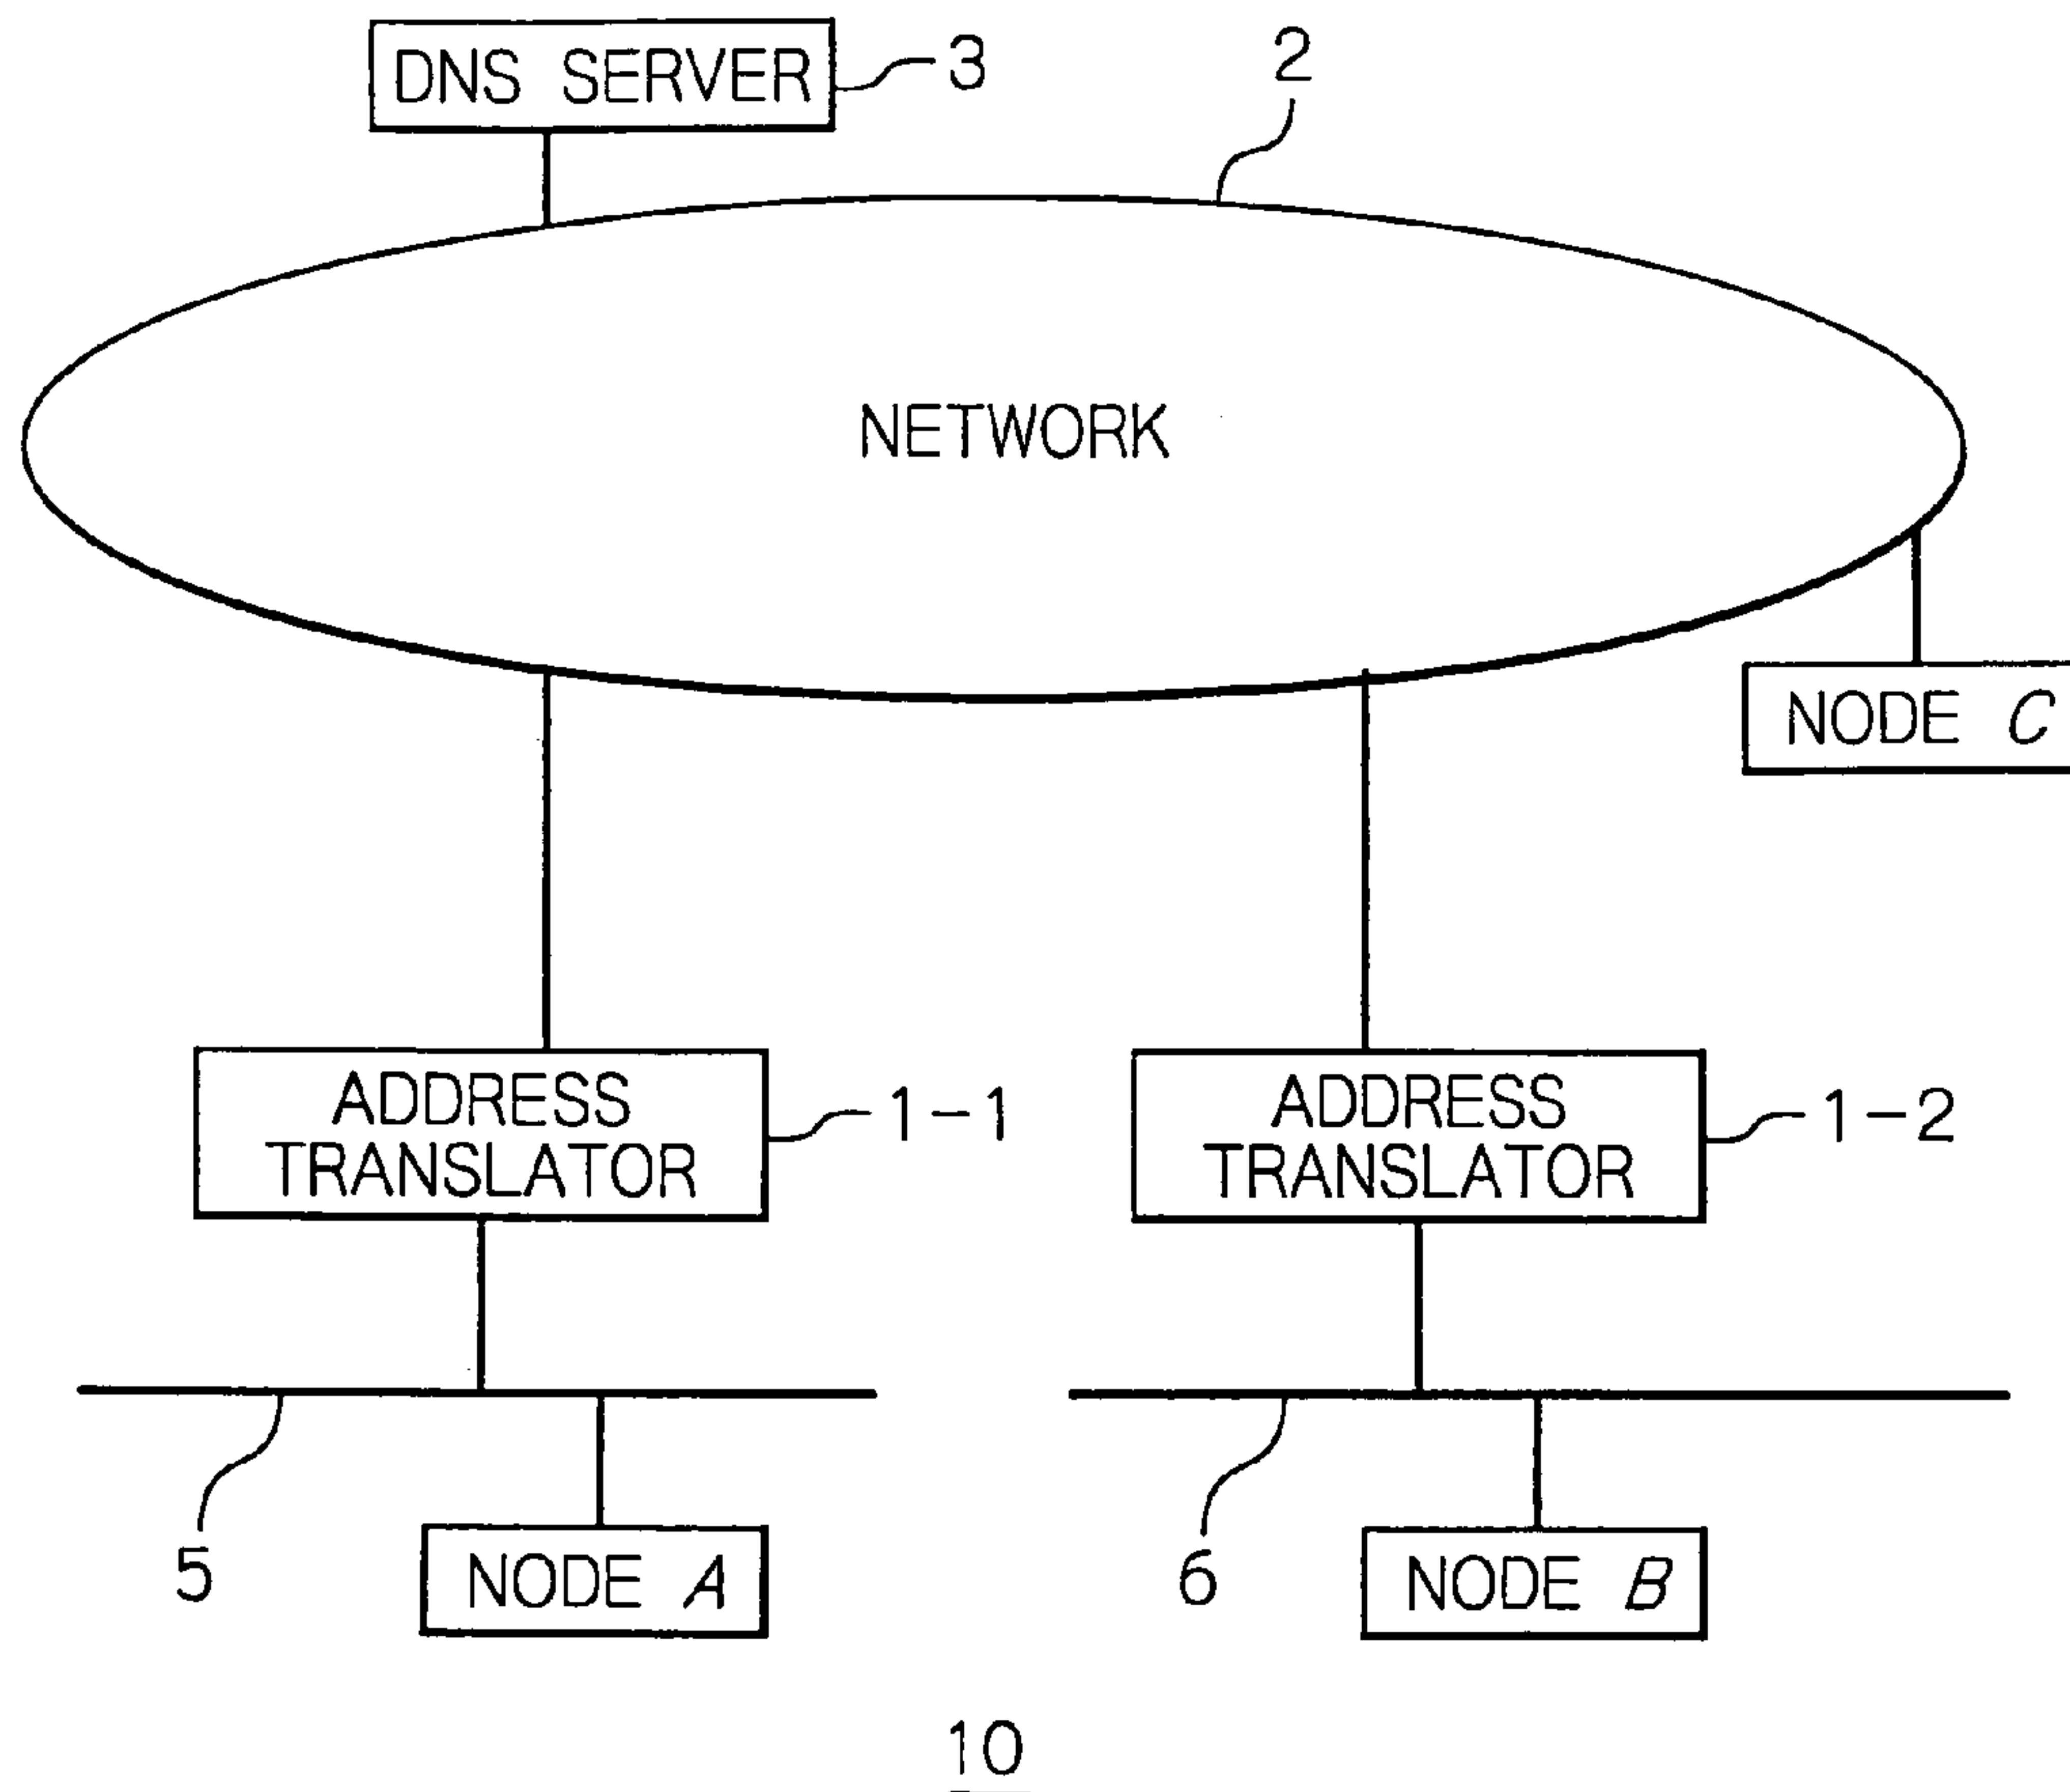 DNS SERVER
3
2
NETWORK
NODE C
ADDRESS
TRANSLATOR
1-1
ADDRESS
TRANSLATOR
1-2
5
NODE A
6
NODE B
10